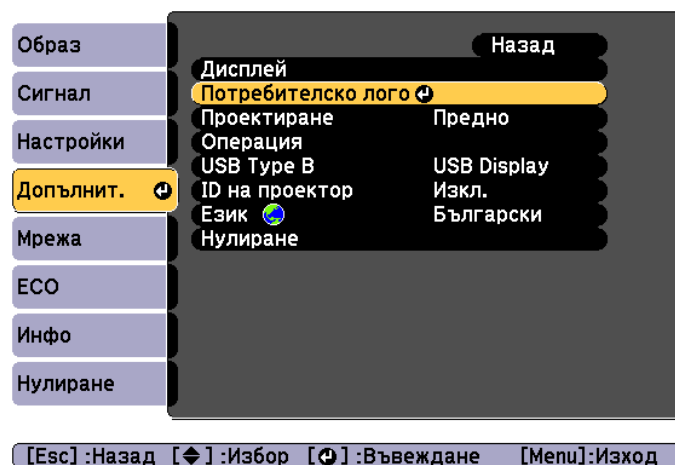 Образ
Сигнал
Настройки
Допълнит.
Мрежа
ECO
Инфо
Нулиране
Назад
Дисплей
Потребителско лого
Проектиране Предно
Операция
USB Type B USB Display
ID на проектор Изкл.
Език Български
Нулиране
[Esc] :Назад [◆] :Избор [↵] :Въвеждане [Menu]:Изход